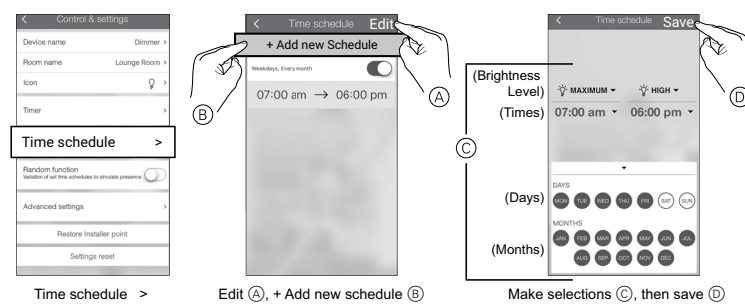 < Control & settings
Device name Dimmer >
Room name Lounge Room >
Icon >
Timer >
Time schedule >
Random function
Variation of set time schedules to simulate presence
Advanced settings >
Restore Installer point
Settings reset
Time schedule >
< Time schedule Edit
+ Add new Schedule
Weekdays, Every month
07:00 am → 06:00 pm
B
A
Edit Ⓐ, + Add new schedule Ⓑ
< Time schedule Save
D
C
(Brightness
Level) MAXIMUM HIGH
(Times) 07:00 am 06:00 pm
DAYS
(Days) MON TUE WED THU FRI SAT SUN
MONTHS
JAN FEB MAR APR MAY JUN JUL
(Months) AUG SEP OCT NOV DEC
Make selections Ⓒ, then save Ⓓ